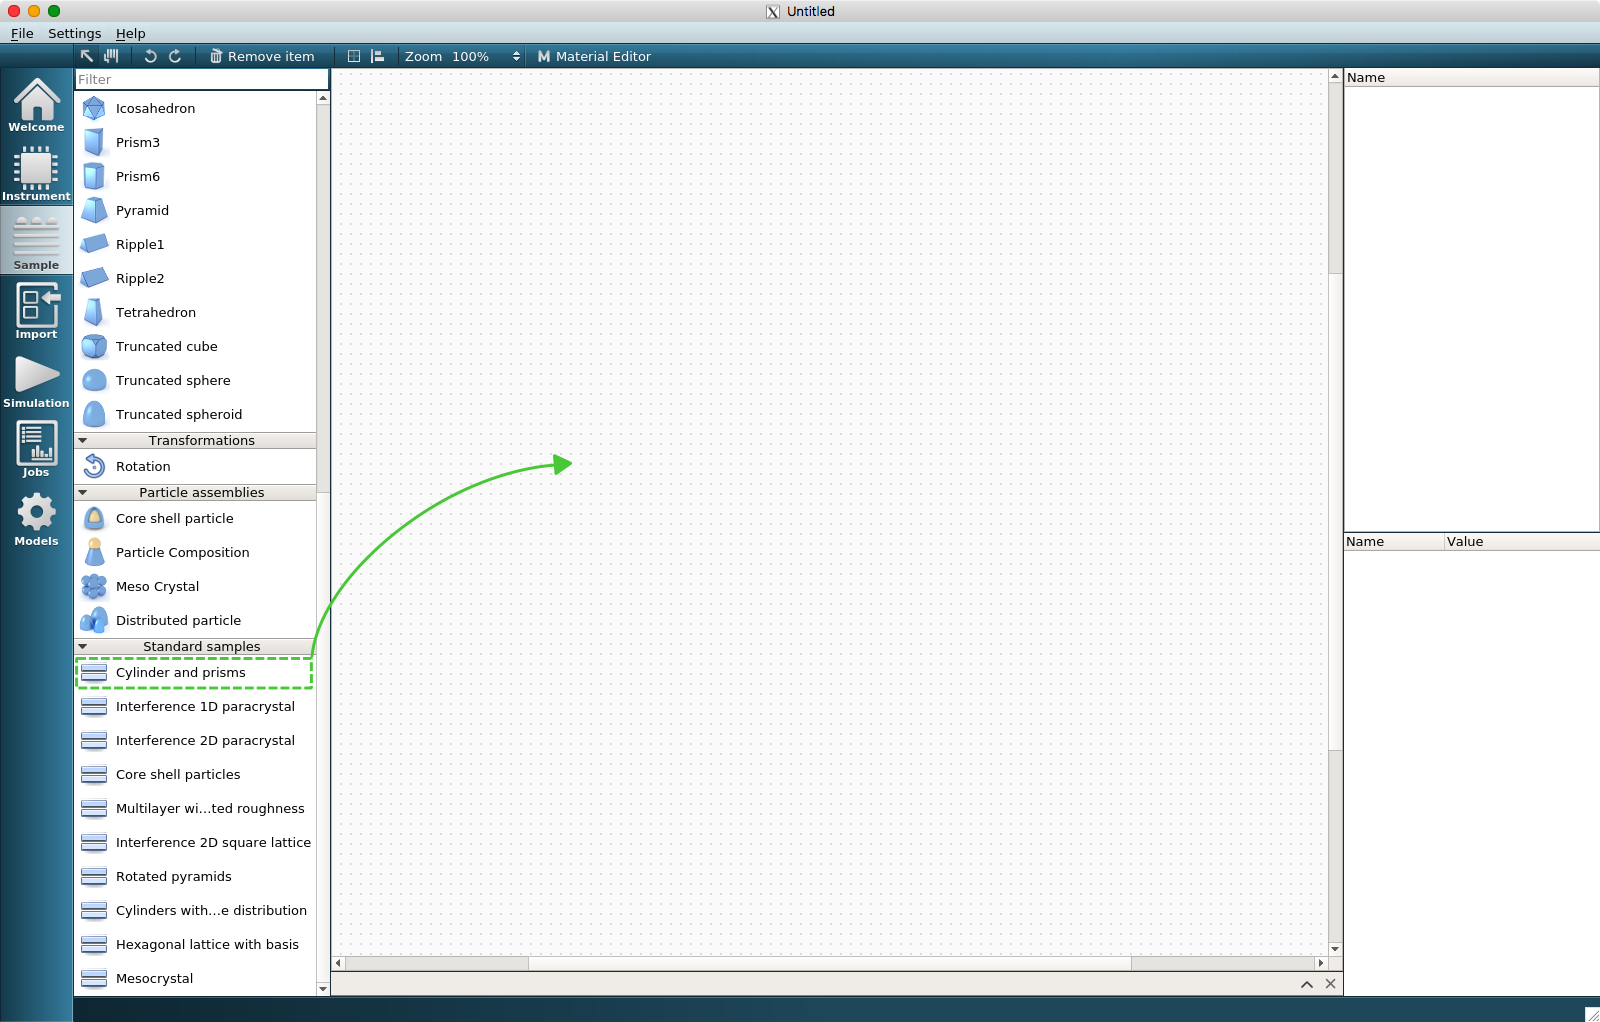 Untitled
File Settings Help
Remove item Zoom 100% Material Editor
Welcome
Instrument
Sample
Import
Simulation
Jobs
Models
Filter
Icosahedron
Prism3
Prism6
Pyramid
Ripple1
Ripple2
Tetrahedron
Truncated cube
Truncated sphere
Truncated spheroid
Transformations
Rotation
Particle assemblies
Core shell particle
Particle Composition
Meso Crystal
Distributed particle
Standard samples
Cylinder and prisms
Interference 1D paracrystal
Interference 2D paracrystal
Core shell particles
Multilayer wi...ted roughness
Interference 2D square lattice
Rotated pyramids
Cylinders with...e distribution
Hexagonal lattice with basis
Mesocrystal
Name
Name Value